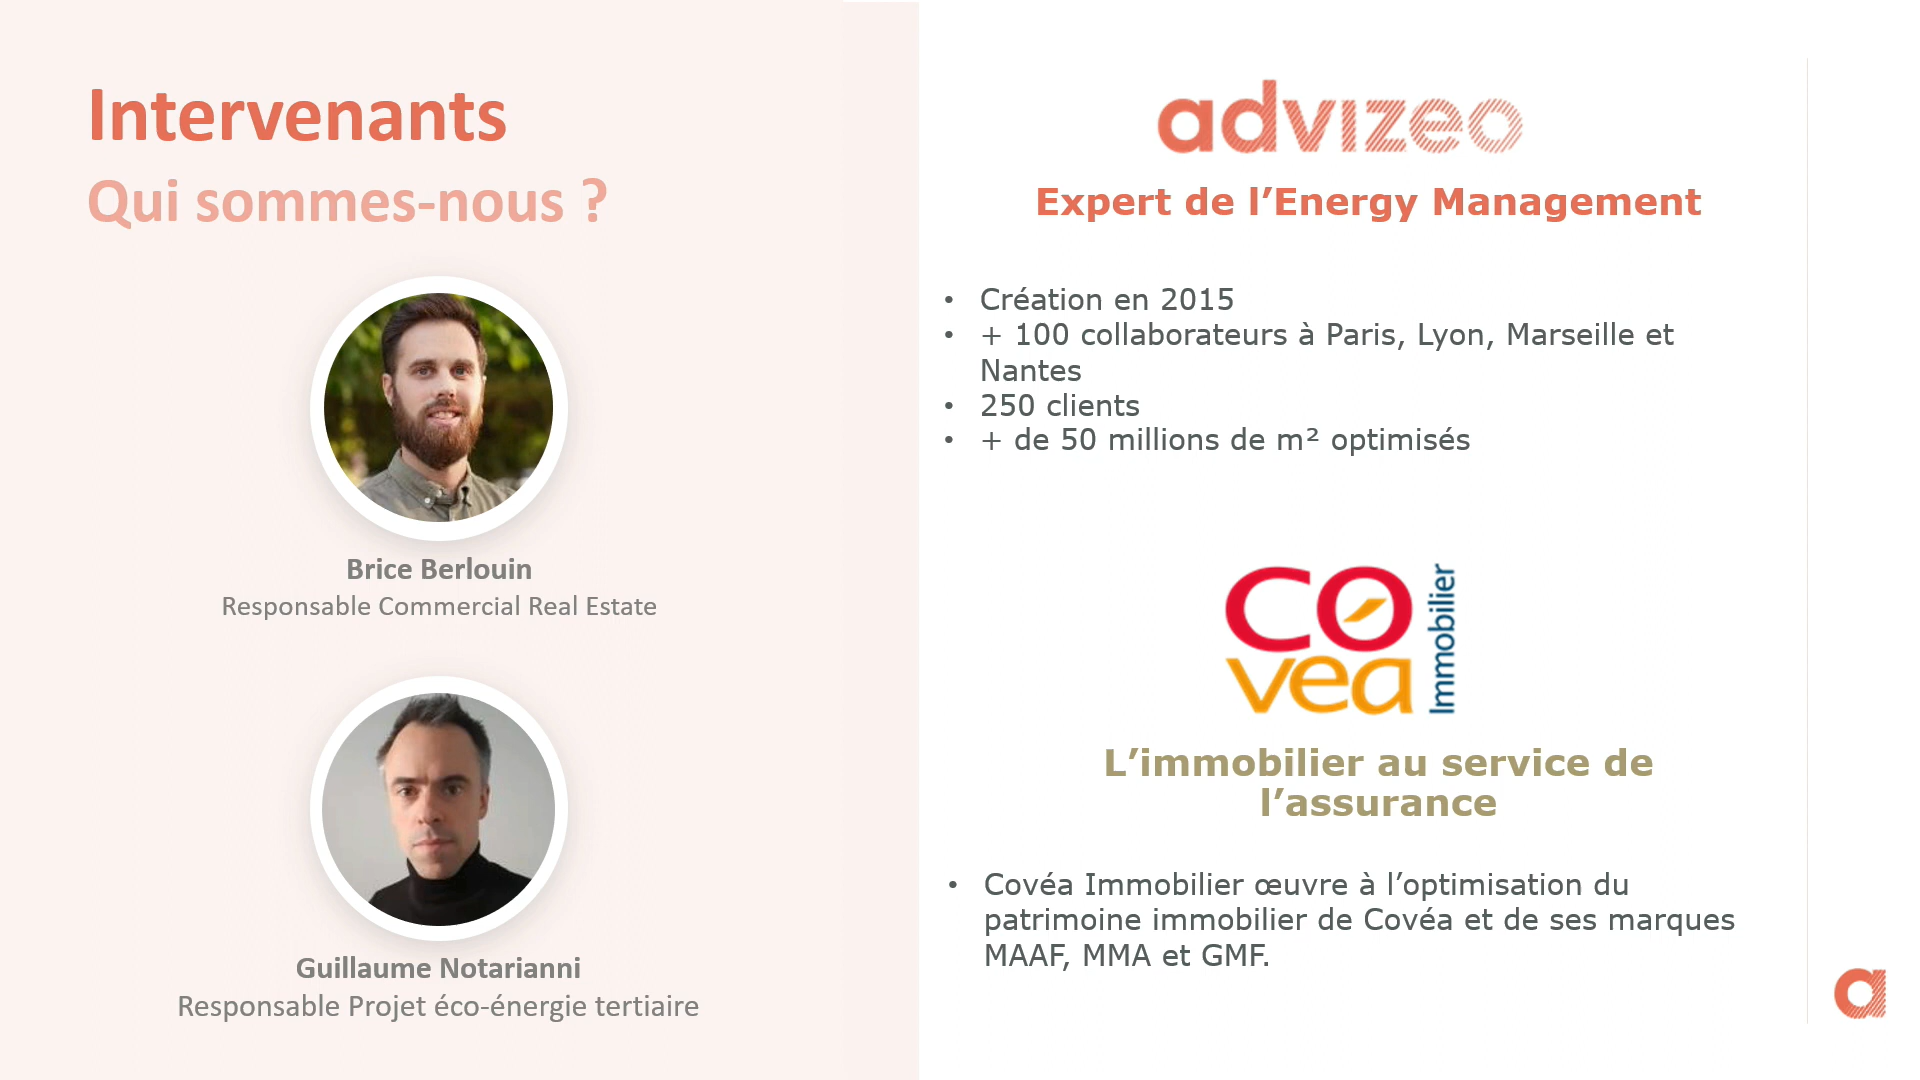 Intervenants
Qui sommes-nous ?
Brice Berlouin
Responsable Commercial Real Estate
Guillaume Notarianni
Responsable Projet éco-énergie tertiaire
advizeo
Expert de l’Energy Management
• Création en 2015
• + 100 collaborateurs à Paris, Lyon, Marseille et
Nantes
• 250 clients
• + de 50 millions de m² optimisés
cóvea
Immobilier
L’immobilier au service de
l’assurance
• Covéa Immobilier œuvre à l’optimisation du
patrimoine immobilier de Covéa et de ses marques
MAAF, MMA et GMF.
a